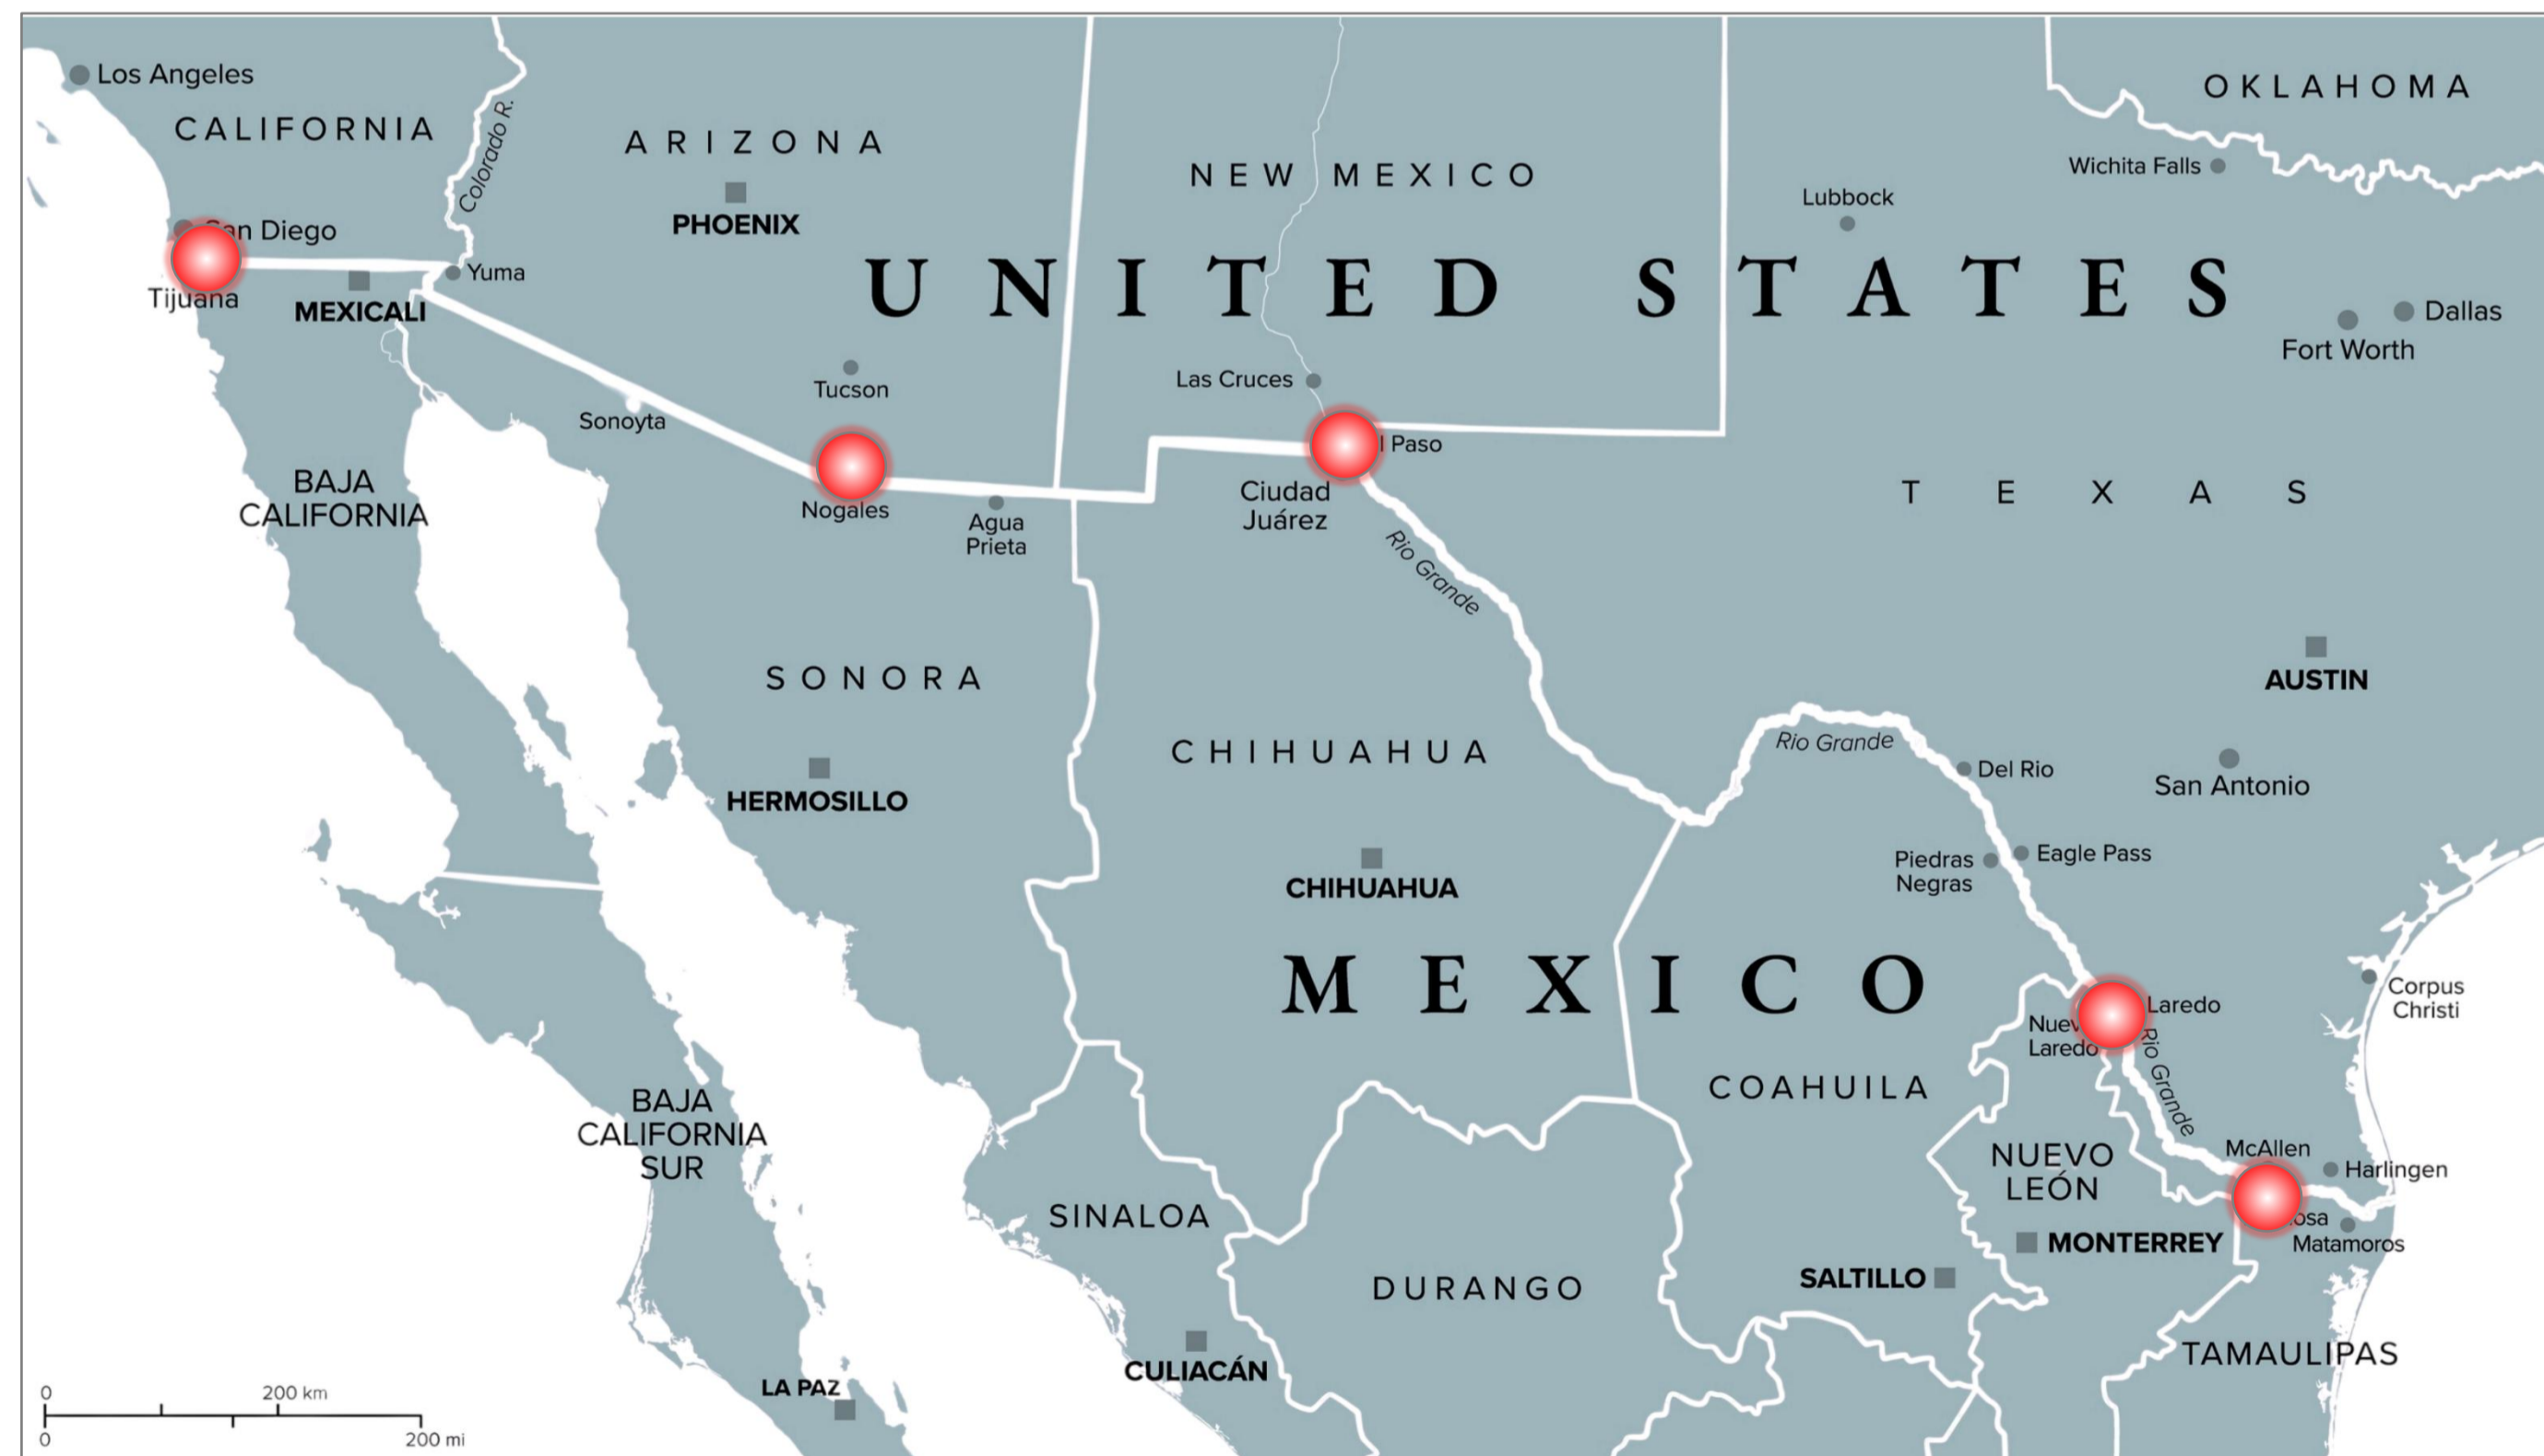 Los Angeles
CALIFORNIA
Colorado R.
ARIZONA
PHOENIX
NEW MEXICO
OKLAHOMA
Wichita Falls
Lubbock
San Diego
Tijuana
MEXICALI
Yuma
UNITED STATES
Dallas
Fort Worth
Tucson
Sonoyta
Las Cruces
l Paso
Nogales
Agua
Prieta
Ciudad
Juárez
Rio Grande
TEXAS
BAJA
CALIFORNIA
SONORA
AUSTIN
CHIHUAHUA
Rio Grande
Del Rio
San Antonio
HERMOSILLO
Piedras
Negras
Eagle Pass
CHIHUAHUA
MEXICO
Corpus
Christi
Laredo
Nuev
Laredo
Rio Grande
COAHUILA
BAJA
CALIFORNIA
SUR
NUEVO
LEÓN
McAllen
Harlingen
SINALOA
osa
Matamoros
MONTERREY
SALTILLO
DURANGO
TAMAULIPAS
CULIACÁN
LA PAZ
0 200 km
0 200 mi